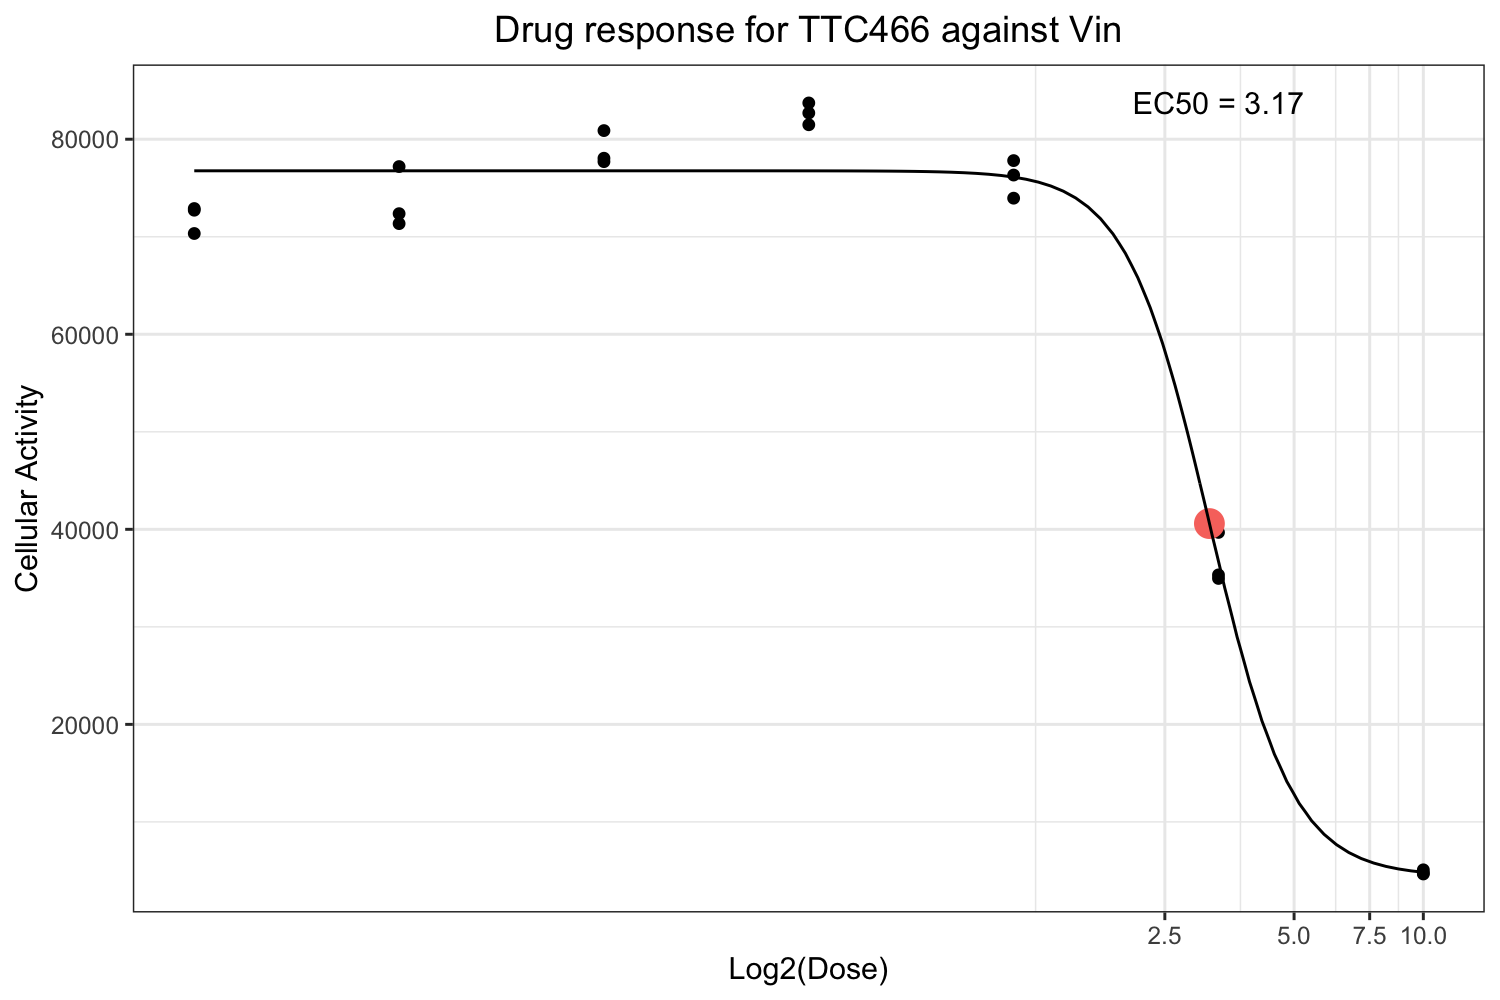 Drug response for TTC466 against Vin
EC50 = 3.17
80000
60000
40000
20000
Cellular Activity
2.5 5.0 7.5 10.0
Log2(Dose)